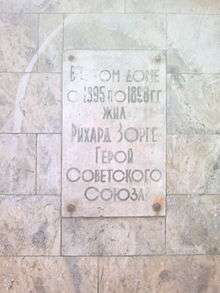 В этом доме
с 1895 по 1898 гг
жил
Рихард Зорге
Герой
Советского
Союза